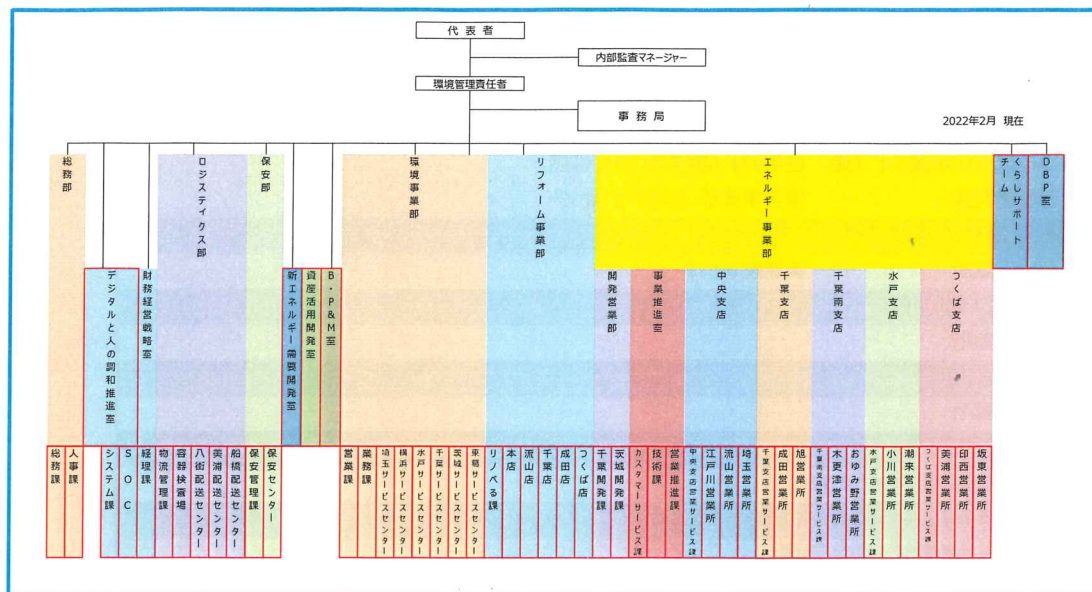 代表者
内部監査マネージャー
環境管理責任者
事務局
2022年2月 現在
総務部
ロジスティクス部
保安部
環境事業部
リフォーム事業部
エネルギー事業部
くらしサポートチーム
DBP室
デジタルと人の調和推進室
財務経営戦略室
新エネルギー需要開発室
資産活用開発室
B・P&M室
開発営業部
事業推進室
中央支店
千葉支店
千葉南支店
水戸支店
つくば支店
総務課
人事課
システム課
SOC
経理課
物流管理課
容器検査場
八街配送センター
美浦配送センター
船橋配送センター
保安管理課
保安センター
営業課
業務課
埼玉サービスセンター
横浜サービスセンター
水戸サービスセンター
千葉サービスセンター
茨城サービスセンター
東葛サービスセンター
リノベる課
本店
流山店
千葉店
成田店
つくば店
千葉開発課
茨城開発課
カスタマーサービス課
技術課
営業推進課
中央支店営業サービス課
江戸川営業所
流山営業所
埼玉営業所
千葉支店営業サービス課
成田営業所
旭営業所
千葉南支店営業サービス課
木更津営業所
おゆみ野営業所
水戸支店営業サービス課
小川営業所
潮来営業所
つくば支店営業サービス課
美浦営業所
印西営業所
坂東営業所